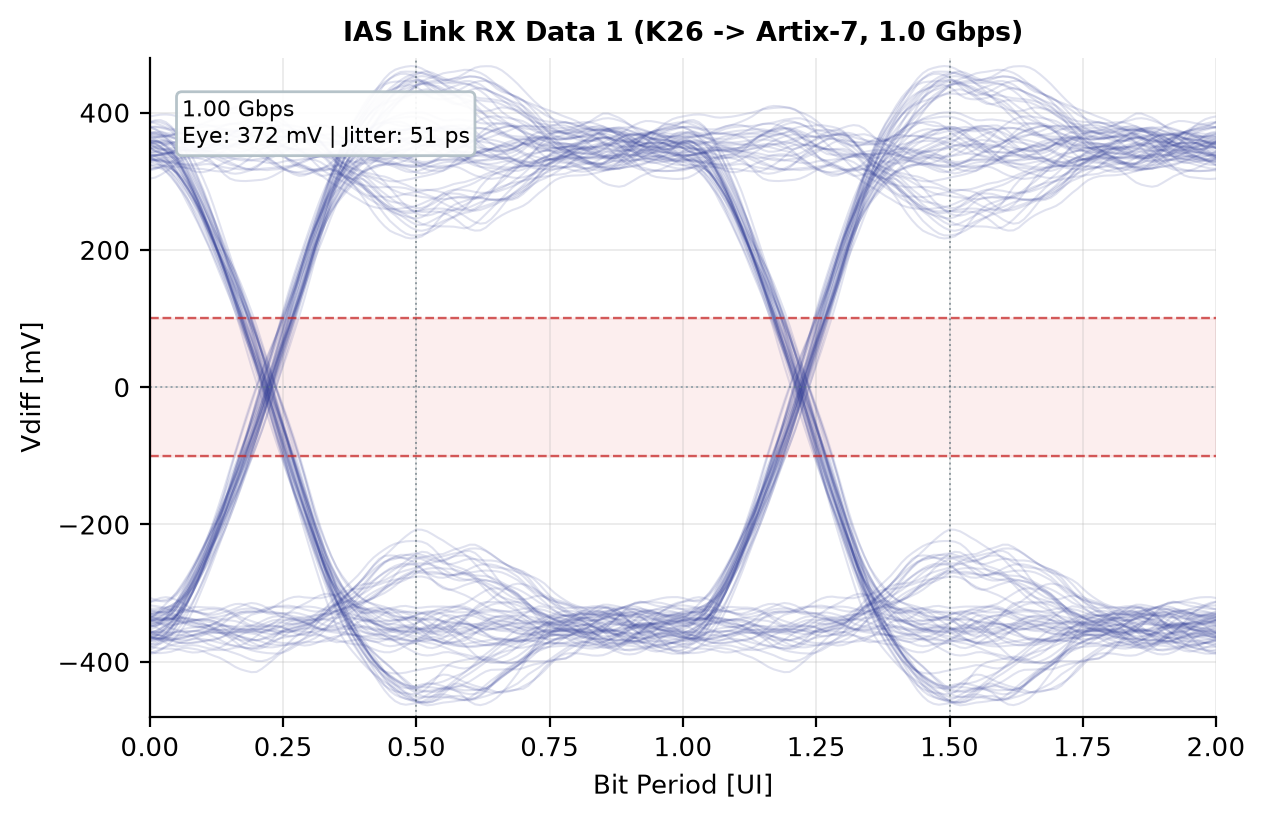 IAS Link RX Data 1 (K26 -> Artix-7, 1.0 Gbps)
1.00 Gbps
Eye: 372 mV | Jitter: 51 ps
Vdiff [mV]
400
200
0
−200
−400
0.00
0.25
0.50
0.75
1.00
1.25
1.50
1.75
2.00
Bit Period [UI]